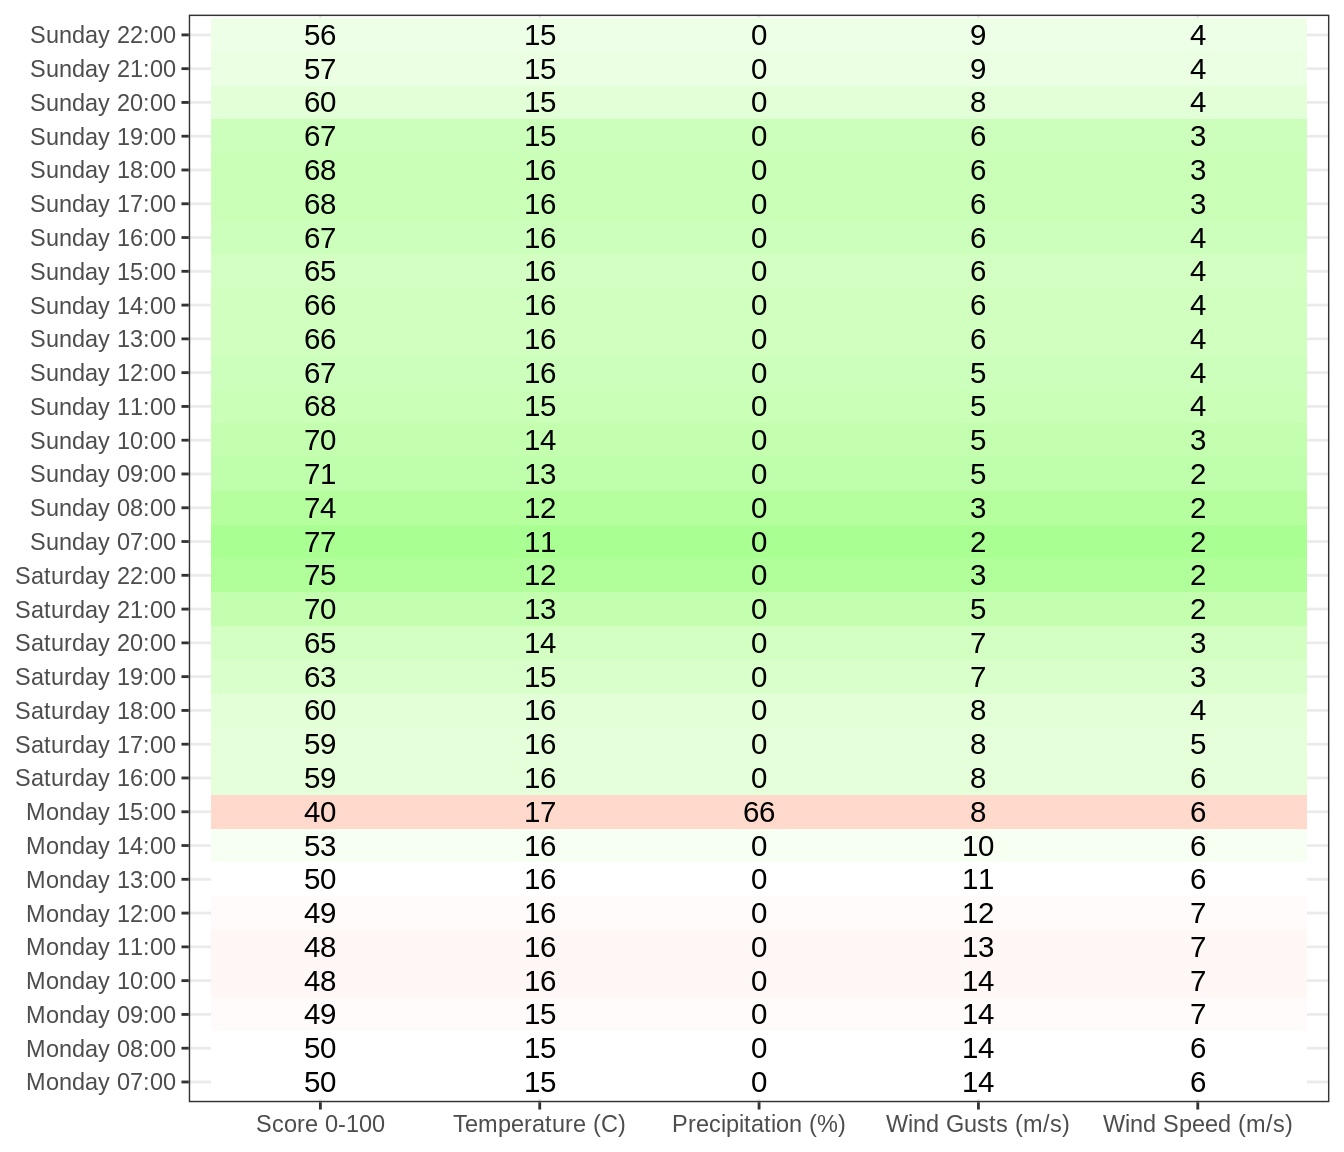 Sunday 22:00 56 15 0 9 4
Sunday 21:00 57 15 0 9 4
Sunday 20:00 60 15 0 8 4
Sunday 19:00 67 15 0 6 3
Sunday 18:00 68 16 0 6 3
Sunday 17:00 68 16 0 6 3
Sunday 16:00 67 16 0 6 4
Sunday 15:00 65 16 0 6 4
Sunday 14:00 66 16 0 6 4
Sunday 13:00 66 16 0 6 4
Sunday 12:00 67 16 0 5 4
Sunday 11:00 68 15 0 5 4
Sunday 10:00 70 14 0 5 3
Sunday 09:00 71 13 0 5 2
Sunday 08:00 74 12 0 3 2
Sunday 07:00 77 11 0 2 2
Saturday 22:00 75 12 0 3 2
Saturday 21:00 70 13 0 5 2
Saturday 20:00 65 14 0 7 3
Saturday 19:00 63 15 0 7 3
Saturday 18:00 60 16 0 8 4
Saturday 17:00 59 16 0 8 5
Saturday 16:00 59 16 0 8 6
Monday 15:00 40 17 66 8 6
Monday 14:00 53 16 0 10 6
Monday 13:00 50 16 0 11 6
Monday 12:00 49 16 0 12 7
Monday 11:00 48 16 0 13 7
Monday 10:00 48 16 0 14 7
Monday 09:00 49 15 0 14 7
Monday 08:00 50 15 0 14 6
Monday 07:00 50 15 0 14 6
Score 0-100 Temperature (C) Precipitation (%) Wind Gusts (m/s) Wind Speed (m/s)